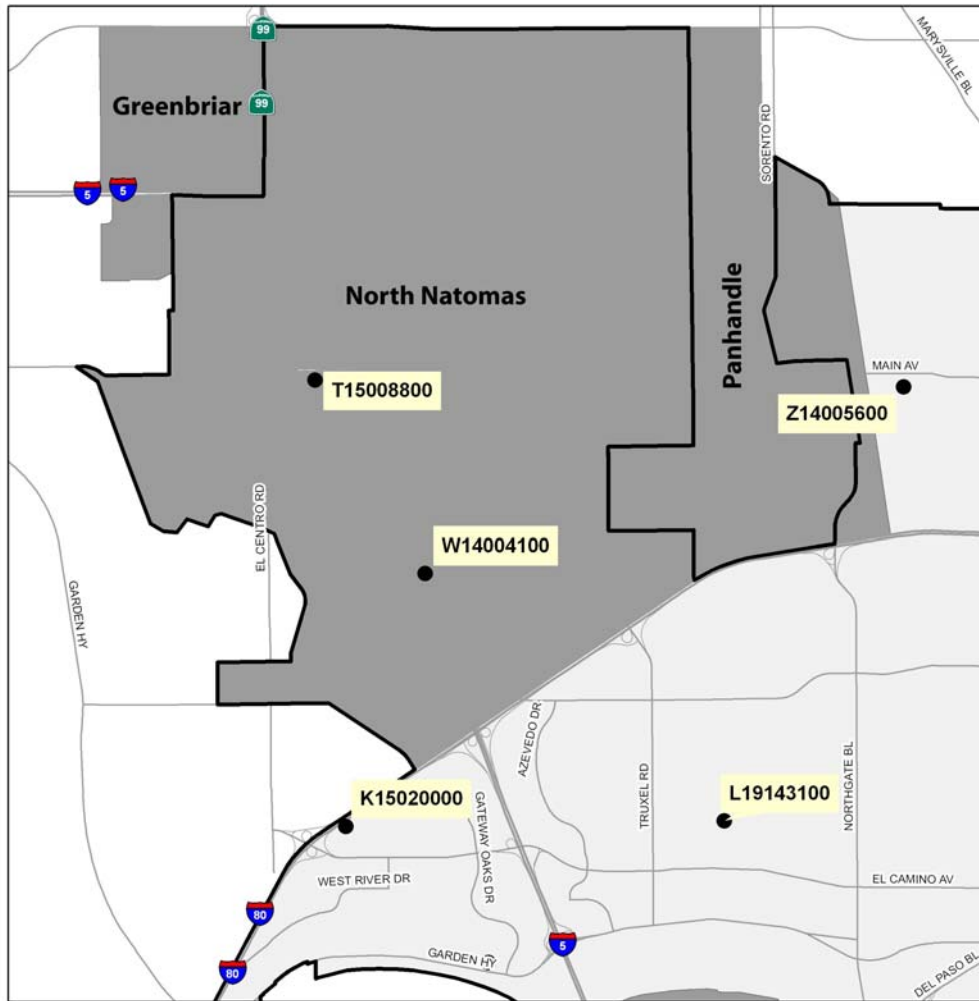 99
MARYSVILLE BL
Greenbriar
99
SORENTO RD
5
5
North Natomas
Panhandle
MAIN AV
T15008800
Z14005600
EL CENTRO RD
W14004100
GARDEN HY
AZEVEDO DR
TRUXEL RD
NORTHGATE BL
K15020000
L19143100
GATEWAY OAKS DR
WEST RIVER DR
EL CAMINO AV
80
5
GARDEN HY
80
DEL PASO BL